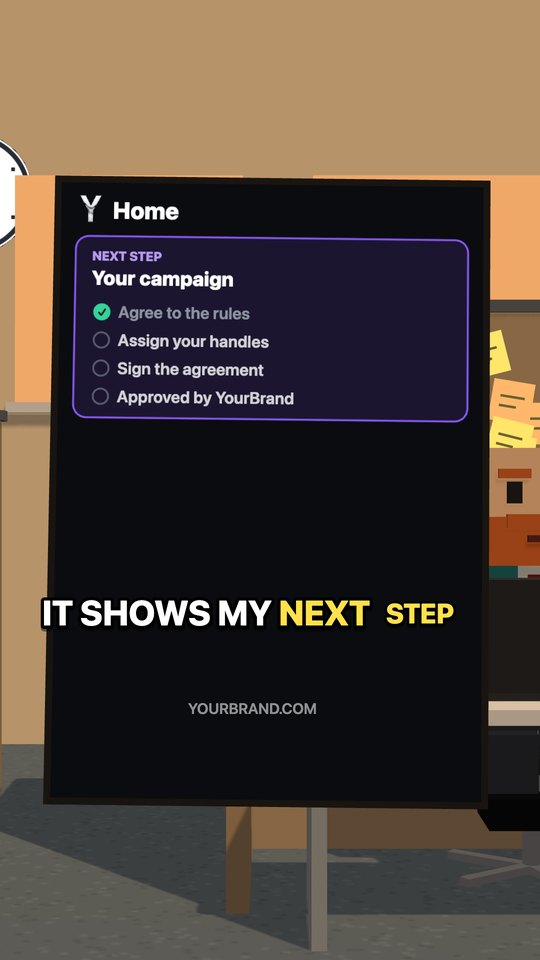 Home
NEXT STEP
Your campaign
Agree to the rules
Assign your handles
Sign the agreement
Approved by YourBrand
IT SHOWS MY NEXT STEP
YOURBRAND.COM